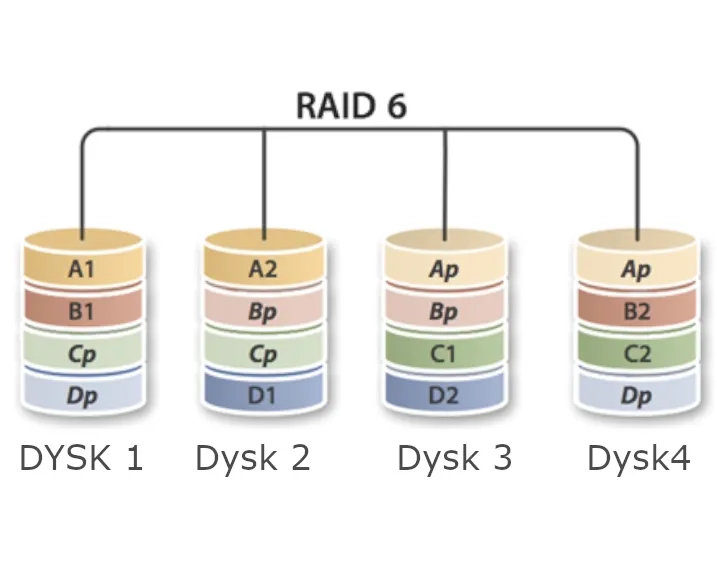 RAID 6
A1 A2 Ap Ap
B1 Bp Bp B2
Cp Cp C1 C2
Dp D1 D2 Dp
DYSK 1 Dysk 2 Dysk 3 Dysk4